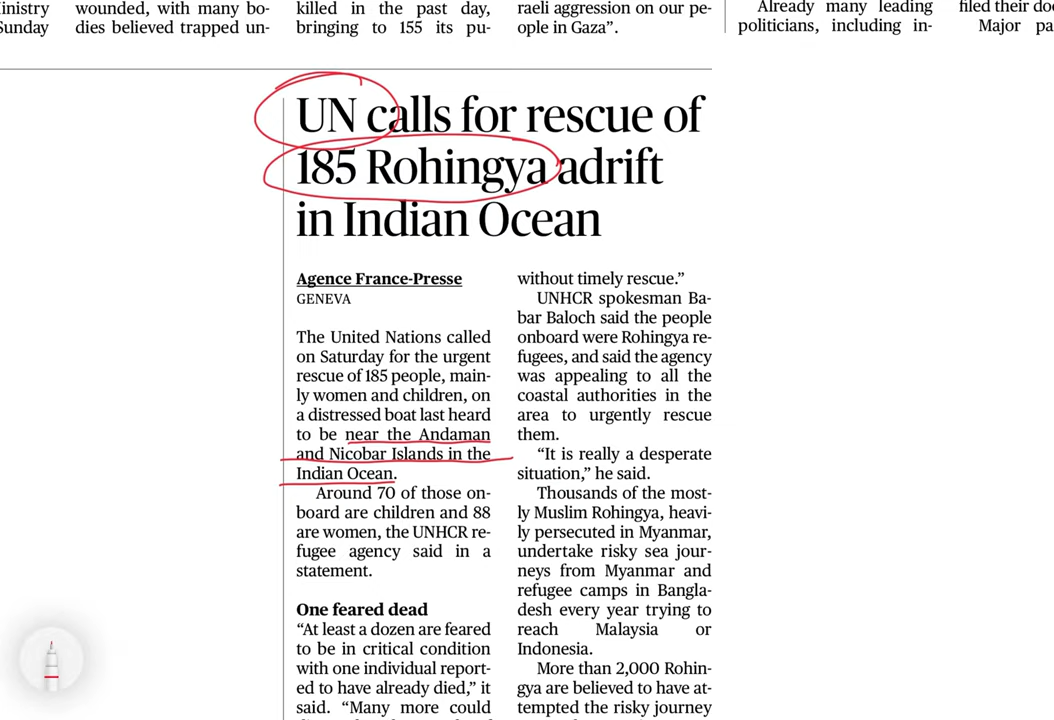 inistry
Sunday
wounded, with many bo-
dies believed trapped un-
killed in the past day,
bringing to 155 its pu-
raeli aggression on our pe-
ople in Gaza”.
Already many leading
politicians, including in-
filed their do
Major pa
UN calls for rescue of
185 Rohingya adrift
in Indian Ocean
Agence France-Presse
GENEVA
The United Nations called
on Saturday for the urgent
rescue of 185 people, main-
ly women and children, on
a distressed boat last heard
to be near the Andaman
and Nicobar Islands in the
Indian Ocean.
Around 70 of those on-
board are children and 88
are women, the UNHCR re-
fugee agency said in a
statement.
One feared dead
“At least a dozen are feared
to be in critical condition
with one individual report-
ed to have already died,” it
said. “Many more could
without timely rescue.”
UNHCR spokesman Ba-
bar Baloch said the people
onboard were Rohingya re-
fugees, and said the agency
was appealing to all the
coastal authorities in the
area to urgently rescue
them.
“It is really a desperate
situation,” he said.
Thousands of the most-
ly Muslim Rohingya, heavi-
ly persecuted in Myanmar,
undertake risky sea jour-
neys from Myanmar and
refugee camps in Bangla-
desh every year trying to
reach Malaysia or
Indonesia.
More than 2,000 Rohin-
gya are believed to have at-
tempted the risky journey